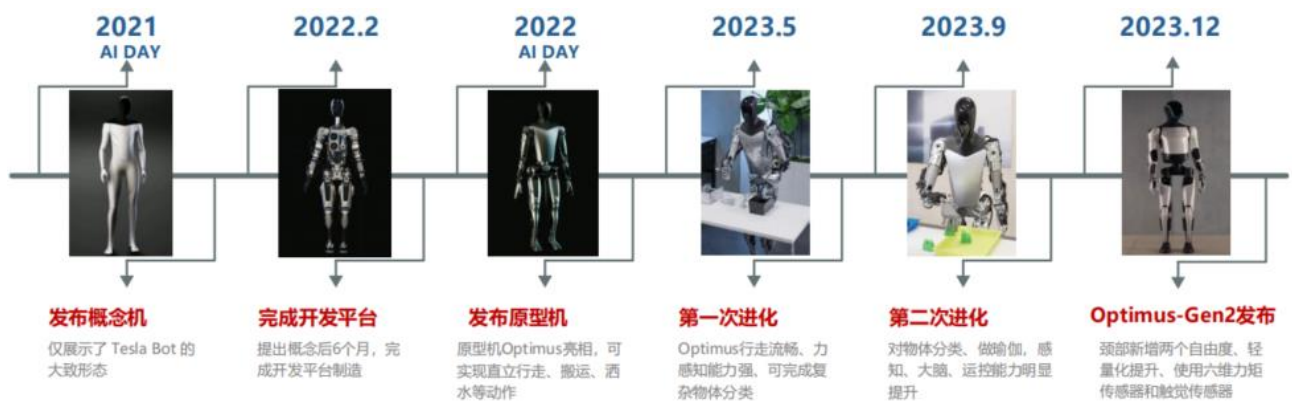 2021
AI DAY
2022.2
2022
AI DAY
2023.5
2023.9
2023.12
发布概念机
仅展示了 Tesla Bot 的
大致形态
完成开发平台
提出概念后6个月，完
成开发平台制造
发布原型机
原型机Optimus亮相，可
实现直立行走、搬运、洒
水等动作
第一次进化
Optimus行走流畅、力
感知能力强、可完成复
杂物体分类
第二次进化
对物体分类、做瑜伽，感
知、大脑、运控能力明显
提升
Optimus-Gen2发布
颈部新增两个自由度、轻
量化提升、使用六维力矩
传感器和触觉传感器